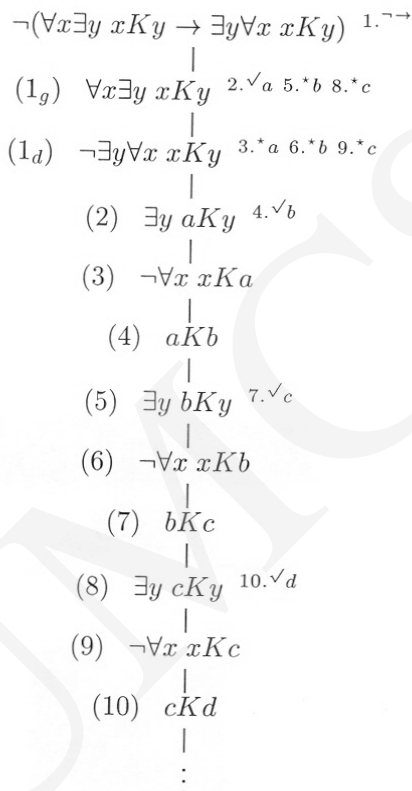 ¬(∀x∃y xKy → ∃y∀x xKy) 1.¬→
(1g) ∀x∃y xKy 2.√a 5.*b 8.*c
(1d) ¬∃y∀x xKy 3.*a 6.*b 9.*c
(2) ∃y aKy 4.√b
(3) ¬∀x xKa
(4) aKb
(5) ∃y bKy 7.√c
(6) ¬∀x xKb
(7) bKc
(8) ∃y cKy 10.√d
(9) ¬∀x xKc
(10) cKd
⋮